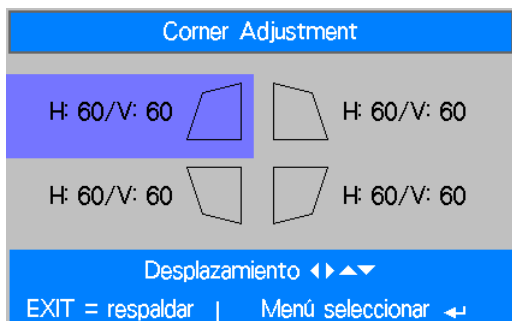 Corner Adjustment
H: 60/V: 60 H: 60/V: 60
H: 60/V: 60 H: 60/V: 60
Desplazamiento
EXIT = respaldar | Menú seleccionar